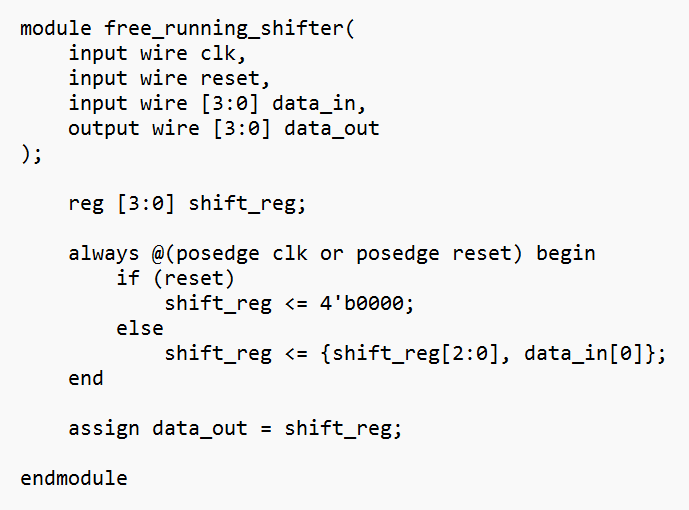 module free_running_shifter(
    input wire clk,
    input wire reset,
    input wire [3:0] data_in,
    output wire [3:0] data_out
);

    reg [3:0] shift_reg;

    always @(posedge clk or posedge reset) begin
        if (reset)
            shift_reg <= 4'b0000;
        else
            shift_reg <= {shift_reg[2:0], data_in[0]};
    end

    assign data_out = shift_reg;

endmodule